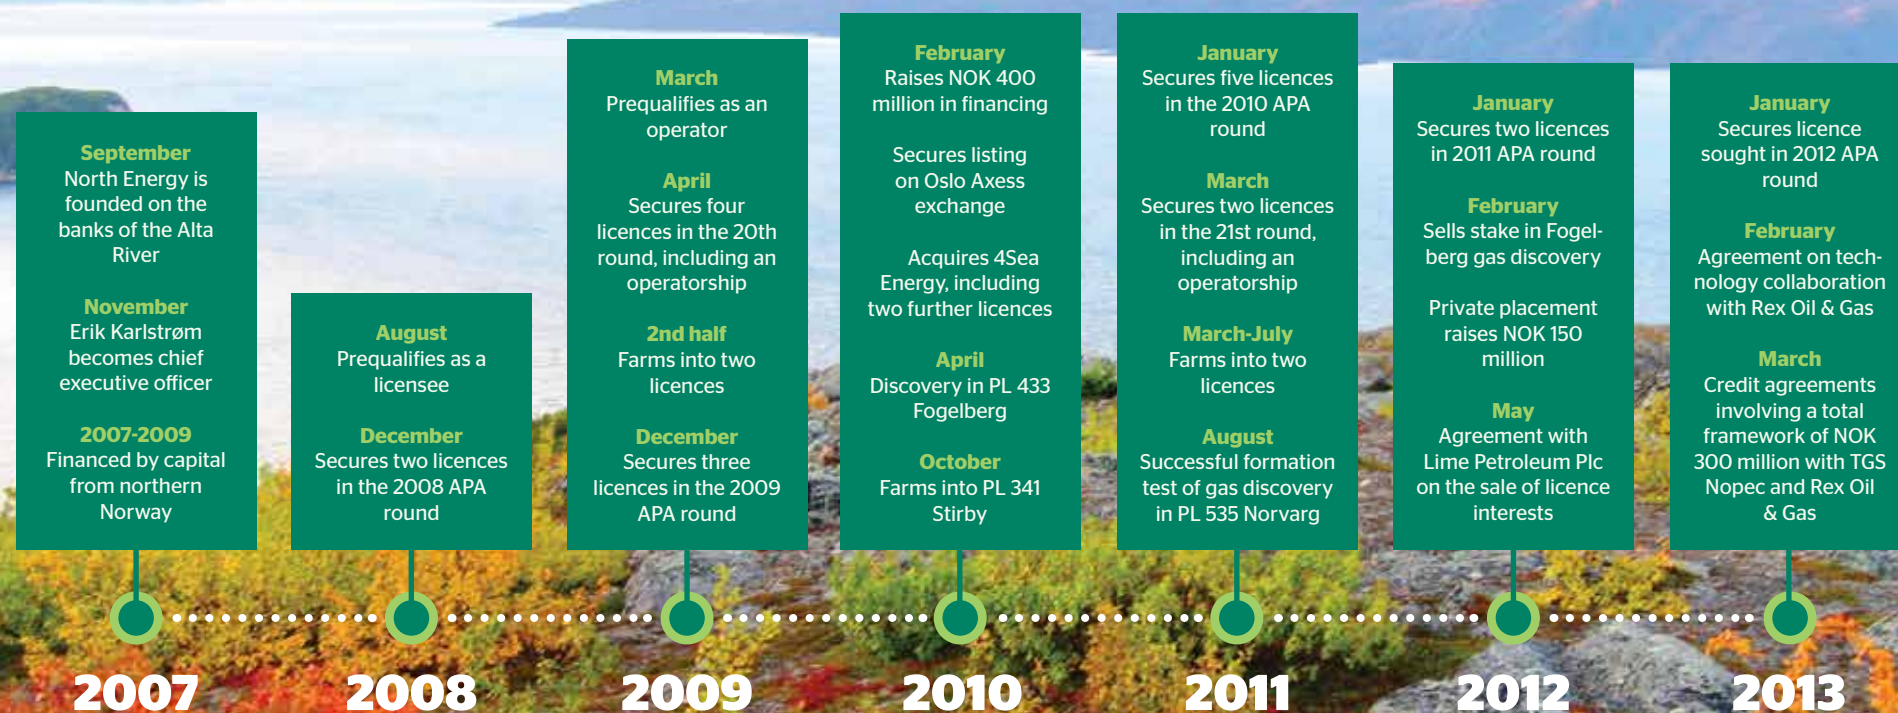 September
North Energy is
founded on the
banks of the Alta
River
November
Erik Karlstrøm
becomes chief
executive officer
2007-2009
Financed by capital
from northern
Norway
2007
August
Prequalifies as a
licensee
December
Secures two licences
in the 2008 APA
round
2008
March
Prequalifies as an
operator
April
Secures four
licences in the 20th
round, including an
operatorship
2nd half
Farms into two
licences
December
Secures three
licences in the 2009
APA round
2009
February
Raises NOK 400
million in financing
Secures listing
on Oslo Axess
exchange
Acquires 4Sea
Energy, including
two further licences
April
Discovery in PL 433
Fogelberg
October
Farms into PL 341
Stirby
2010
January
Secures five licences
in the 2010 APA
round
March
Secures two licences
in the 21st round,
including an
operatorship
March-July
Farms into two
licences
August
Successful formation
test of gas discovery
in PL 535 Norvarg
2011
January
Secures two licences
in 2011 APA round
February
Sells stake in Fogel-
berg gas discovery
Private placement
raises NOK 150
million
May
Agreement with
Lime Petroleum Plc
on the sale of licence
interests
2012
January
Secures licence
sought in 2012 APA
round
February
Agreement on tech-
nology collaboration
with Rex Oil & Gas
March
Credit agreements
involving a total
framework of NOK
300 million with TGS
Nopec and Rex Oil
& Gas
2013